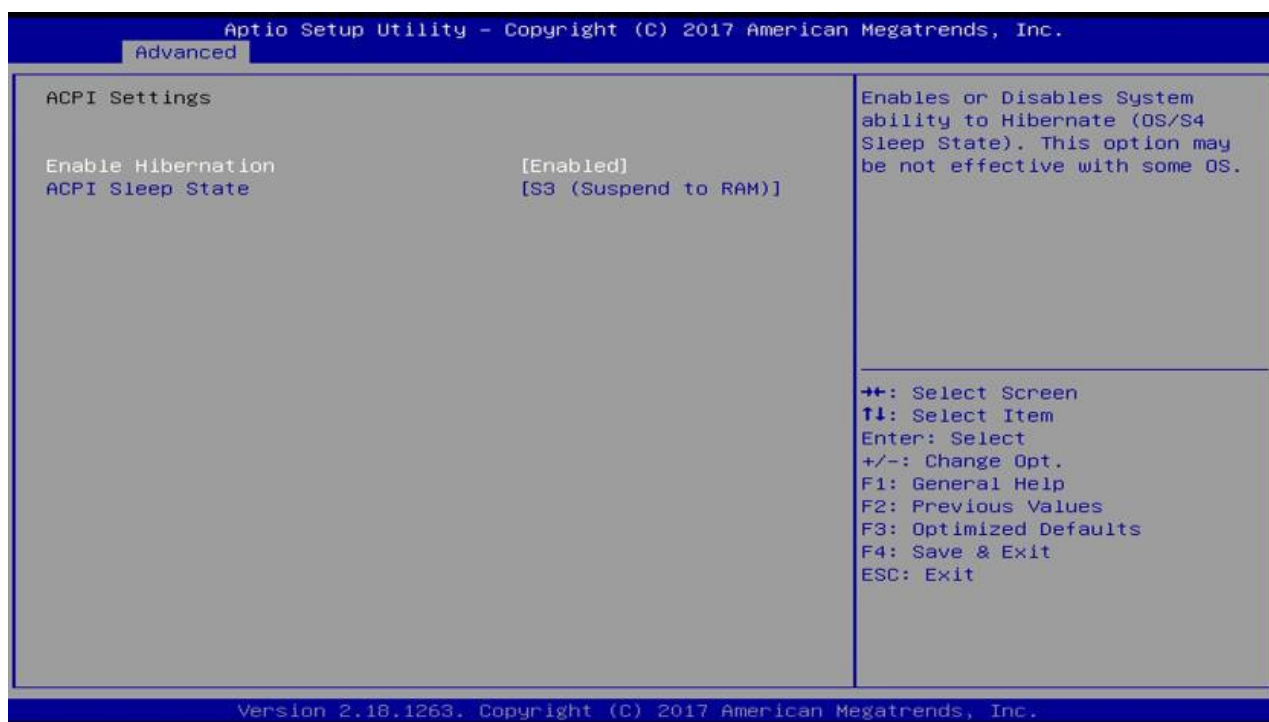 Aptio Setup Utility – Copyright (C) 2017 American Megatrends, Inc.
Advanced
ACPI Settings
Enable Hibernation [Enabled]
ACPI Sleep State [S3 (Suspend to RAM)]
Enables or Disables System
ability to Hibernate (OS/S4
Sleep State). This option may
be not effective with some OS.
→←: Select Screen
↑↓: Select Item
Enter: Select
+/-: Change Opt.
F1: General Help
F2: Previous Values
F3: Optimized Defaults
F4: Save & Exit
ESC: Exit
Version 2.18.1263. Copyright (C) 2017 American Megatrends, Inc.